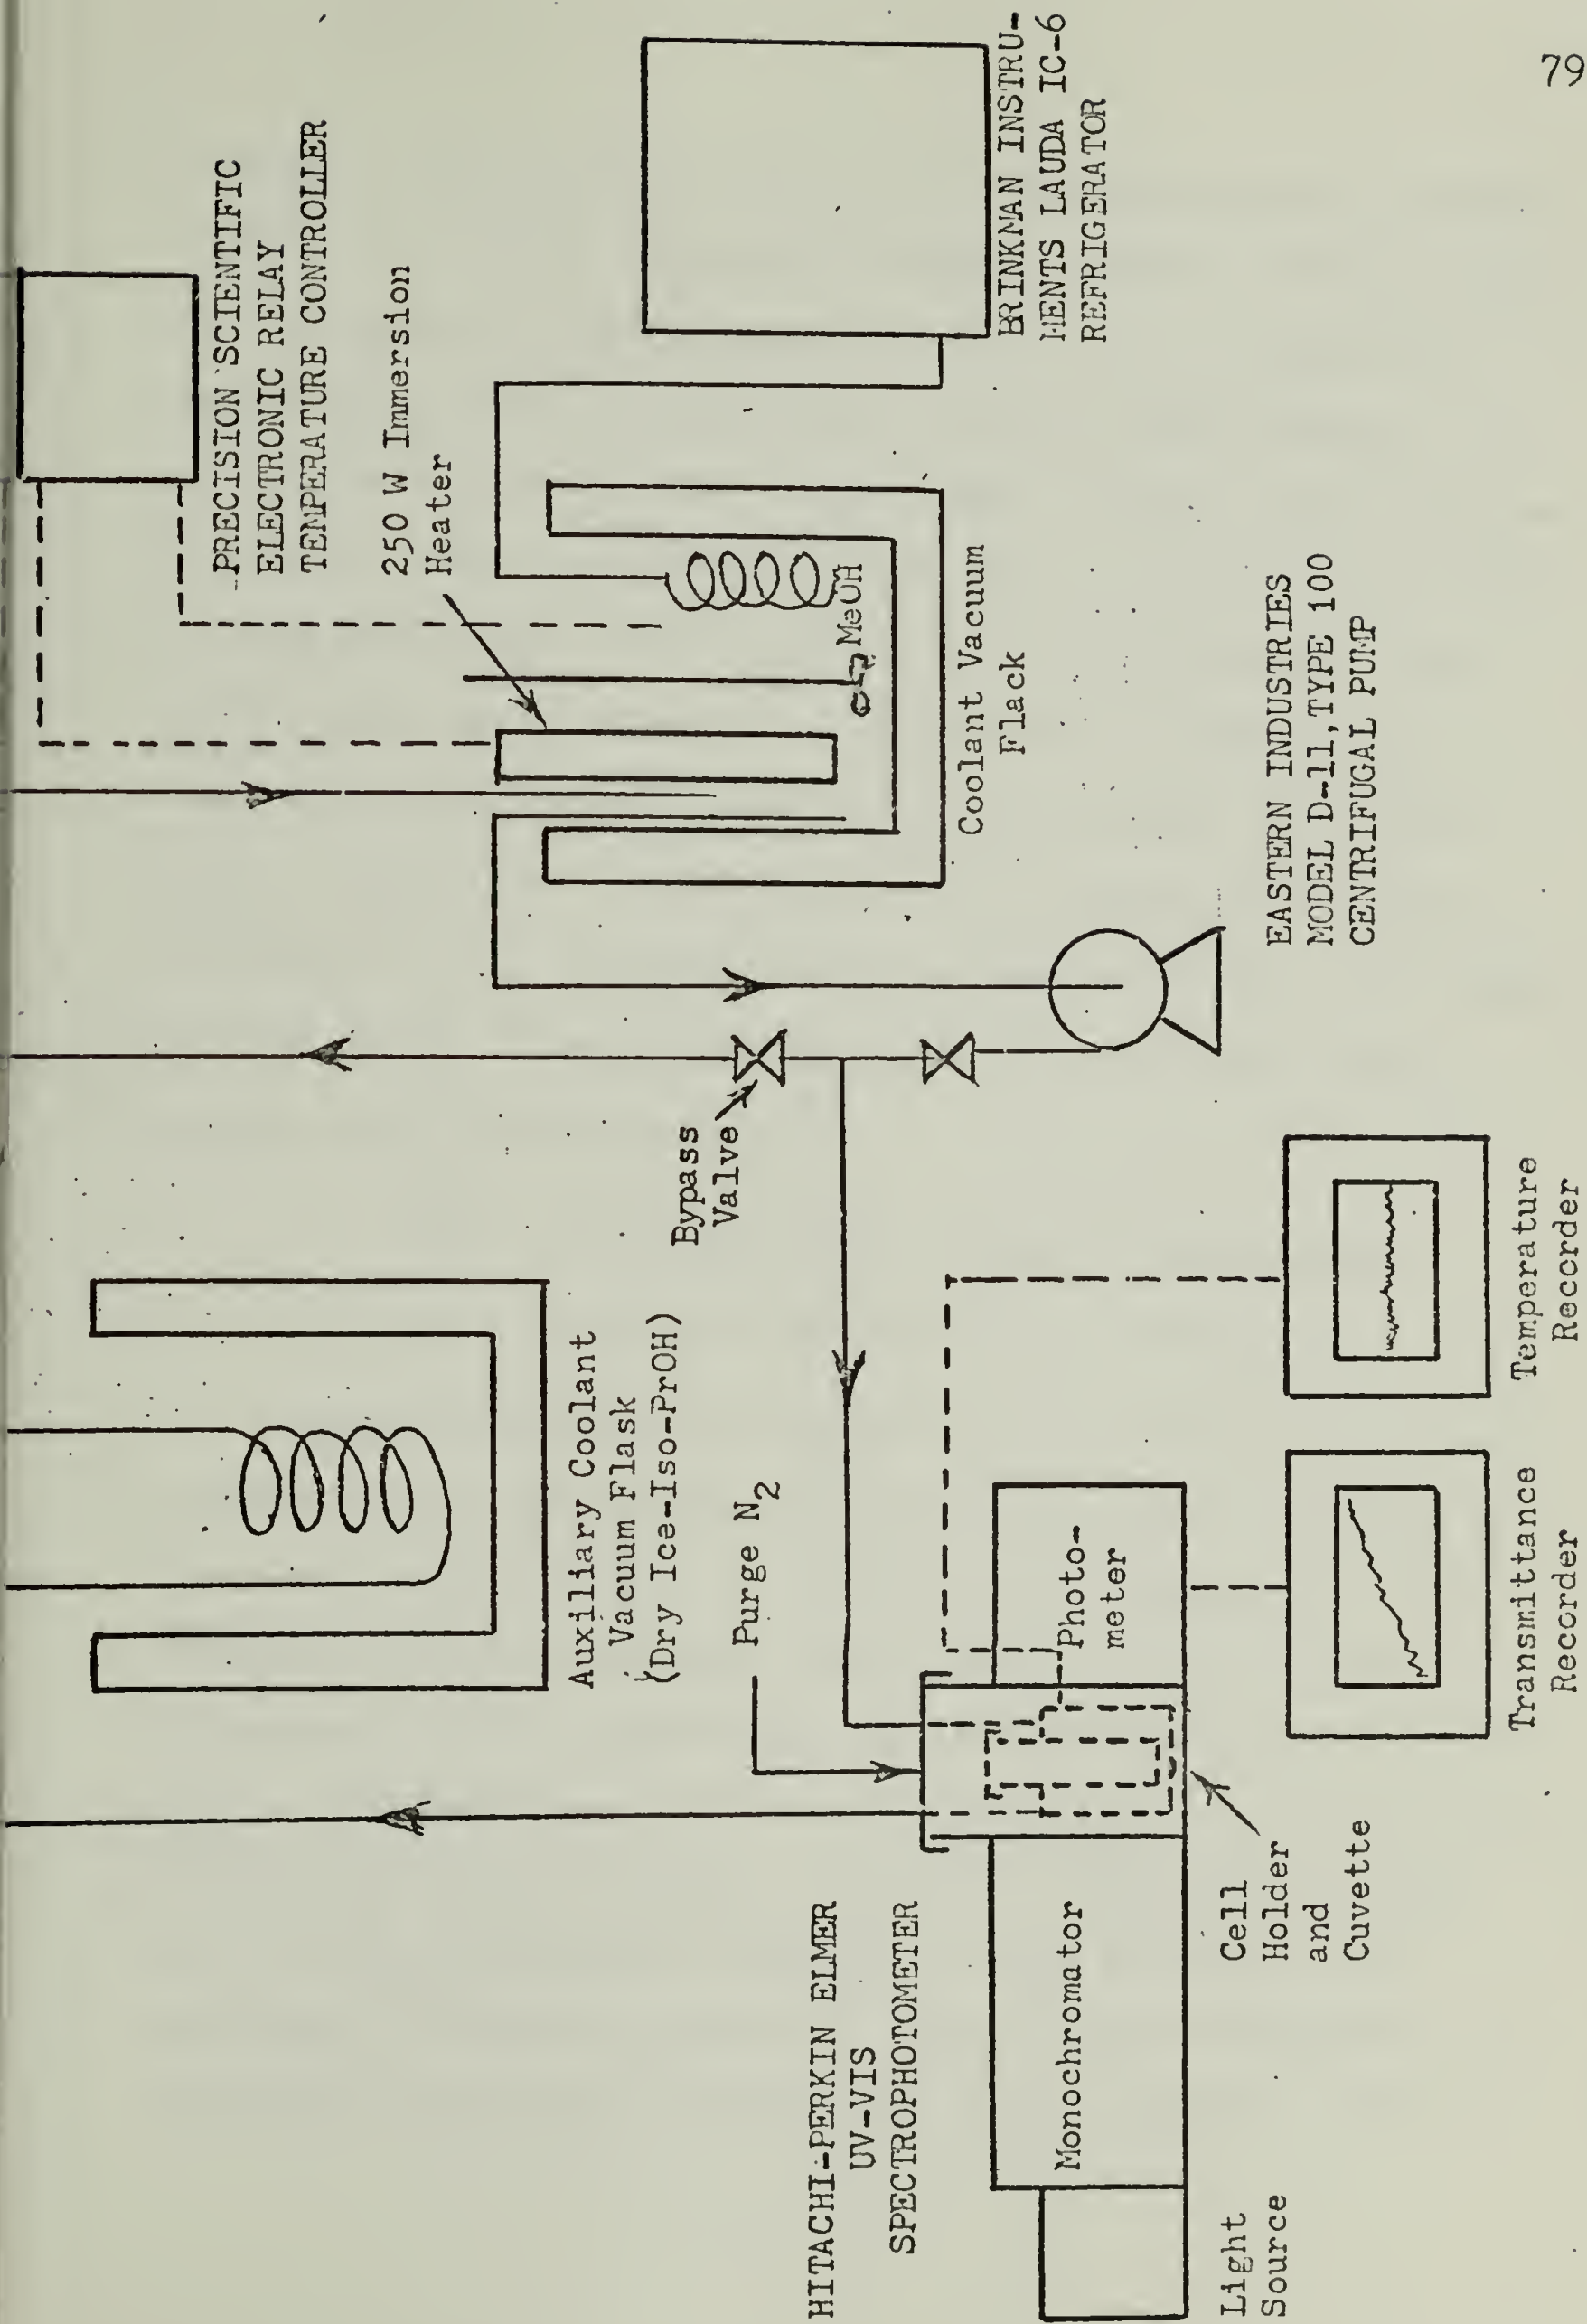 79
PRECISION SCIENTIFIC
ELECTRONIC RELAY
TEMPERATURE CONTROLLER
250 W Immersion
Heater
BRINKMAN INSTRU-
MENTS LAUDA IC-6
REFRIGERATOR
MeOH
Coolant Vacuum
Flack
EASTERN INDUSTRIES
MODEL D-11,TYPE 100
CENTRIFUGAL PUMP
Bypass
Valve
Auxiliary Coolant
Vacuum Flask
(Dry Ice-Iso-PrOH)
Purge N2
HITACHI-PERKIN ELMER
UV-VIS
SPECTROPHOTOMETER
Photo-
meter
Monochromator
Light
Source
Cell
Holder
and
Cuvette
Transmittance
Recorder
Temperature
Reccrder